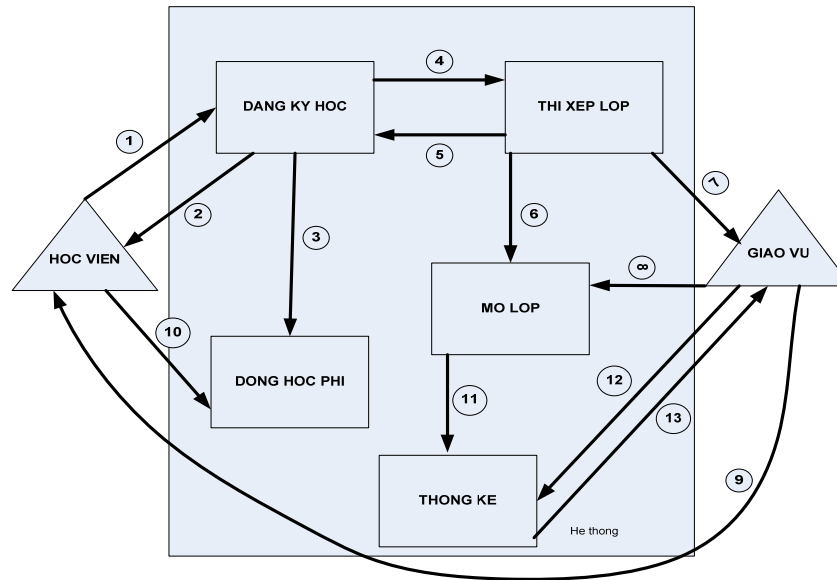 4
DANG KY HOC
THI XEP LOP
1
5
7
2
6
3
HOC VIEN
GIAO VU
8
MO LOP
10
DONG HOC PHI
12
11
13
9
THONG KE
He thong